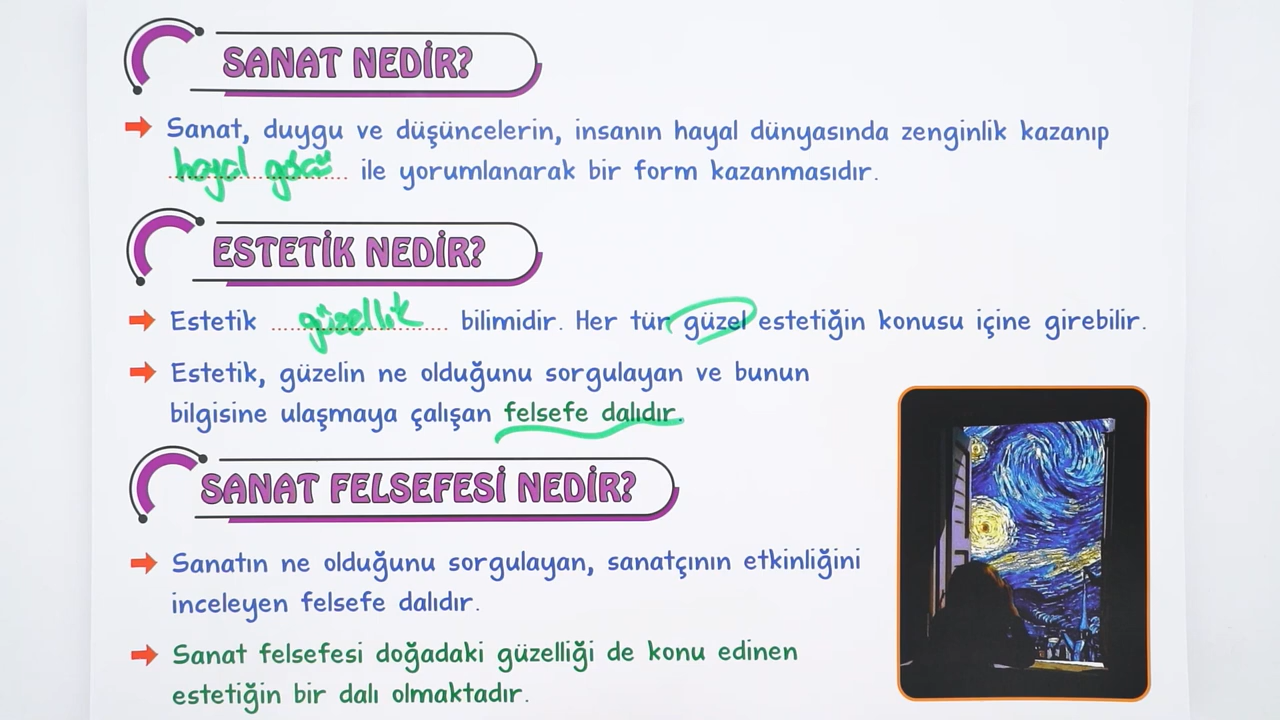 SANAT NEDİR?
Sanat, duygu ve düşüncelerin, insanın hayal dünyasında zenginlik kazanıp
hayal gücü ile yorumlanarak bir form kazanmasıdır.
ESTETİK NEDİR?
Estetik güzellik bilimidir. Her tür güzel estetiğin konusu içine girebilir.
Estetik, güzelin ne olduğunu sorgulayan ve bunun
bilgisine ulaşmaya çalışan felsefe dalıdır.
SANAT FELSEFESİ NEDİR?
Sanatın ne olduğunu sorgulayan, sanatçının etkinliğini
inceleyen felsefe dalıdır.
Sanat felsefesi doğadaki güzelliği de konu edinen
estetiğin bir dalı olmaktadır.